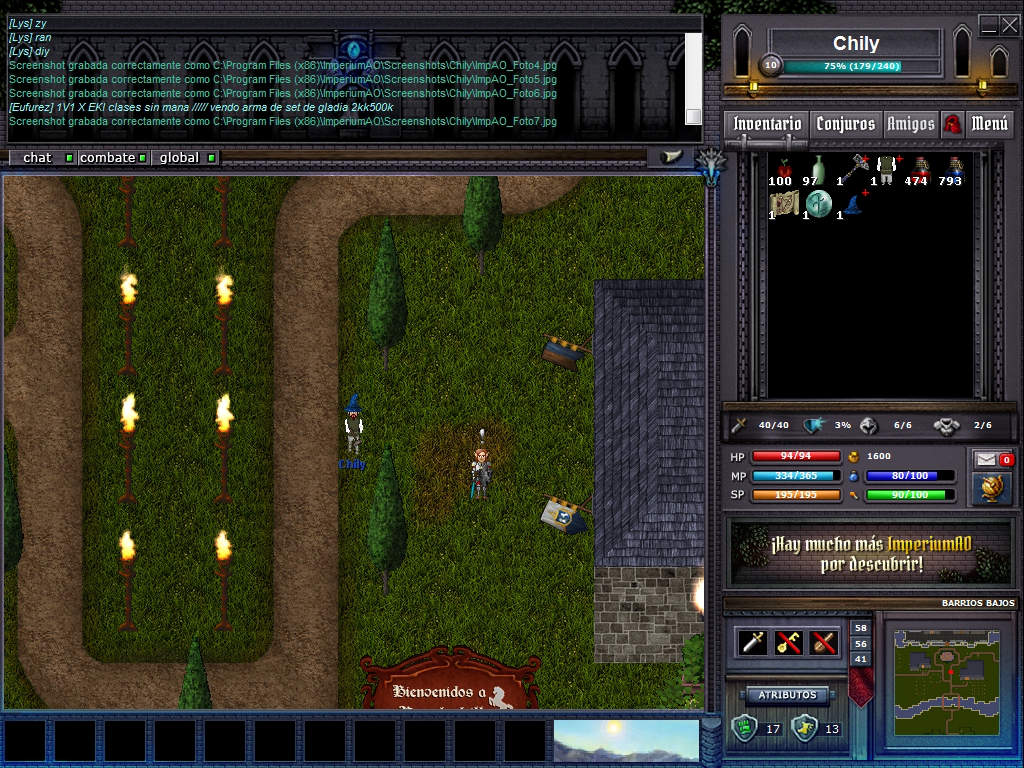 [Lys] zy
[Lys] ran
[Lys] diy
Screenshot grabada correctamente como C:\Program Files (x86)\ImperiumAO\Screenshots\Chily\ImpAO_Foto4.jpg
Screenshot grabada correctamente como C:\Program Files (x86)\ImperiumAO\Screenshots\Chily\ImpAO_Foto5.jpg
Screenshot grabada correctamente como C:\Program Files (x86)\ImperiumAO\Screenshots\Chily\ImpAO_Foto6.jpg
[Eufurez] 1V1 X EKI clases sin mana ///// vendo arma de set de gladia 2kk500k
Screenshot grabada correctamente como C:\Program Files (x86)\ImperiumAO\Screenshots\Chily\ImpAO_Foto7.jpg
chat combate global
Chily
10 75% (179/240)
Inventario Conjuros Amigos Menú
100 97 1 1 474 793
1 1 1
40/40 3% 6/6 2/6
HP 94/94 1600 0
MP 334/365 80/100
SP 195/195 90/100
¡Hay mucho más ImperiumAO
por descubrir!
BARRIOS BAJOS
58
56
41
ATRIBUTOS
17 13
Chily
Bienvenidos a